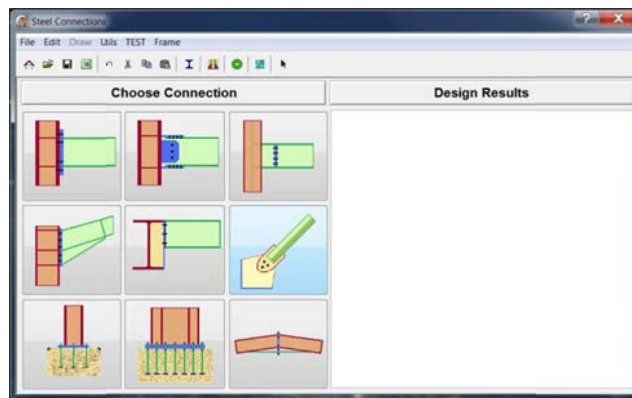 Steel Connections
File Edit Draw Utils TEST Frame
Choose Connection
Design Results